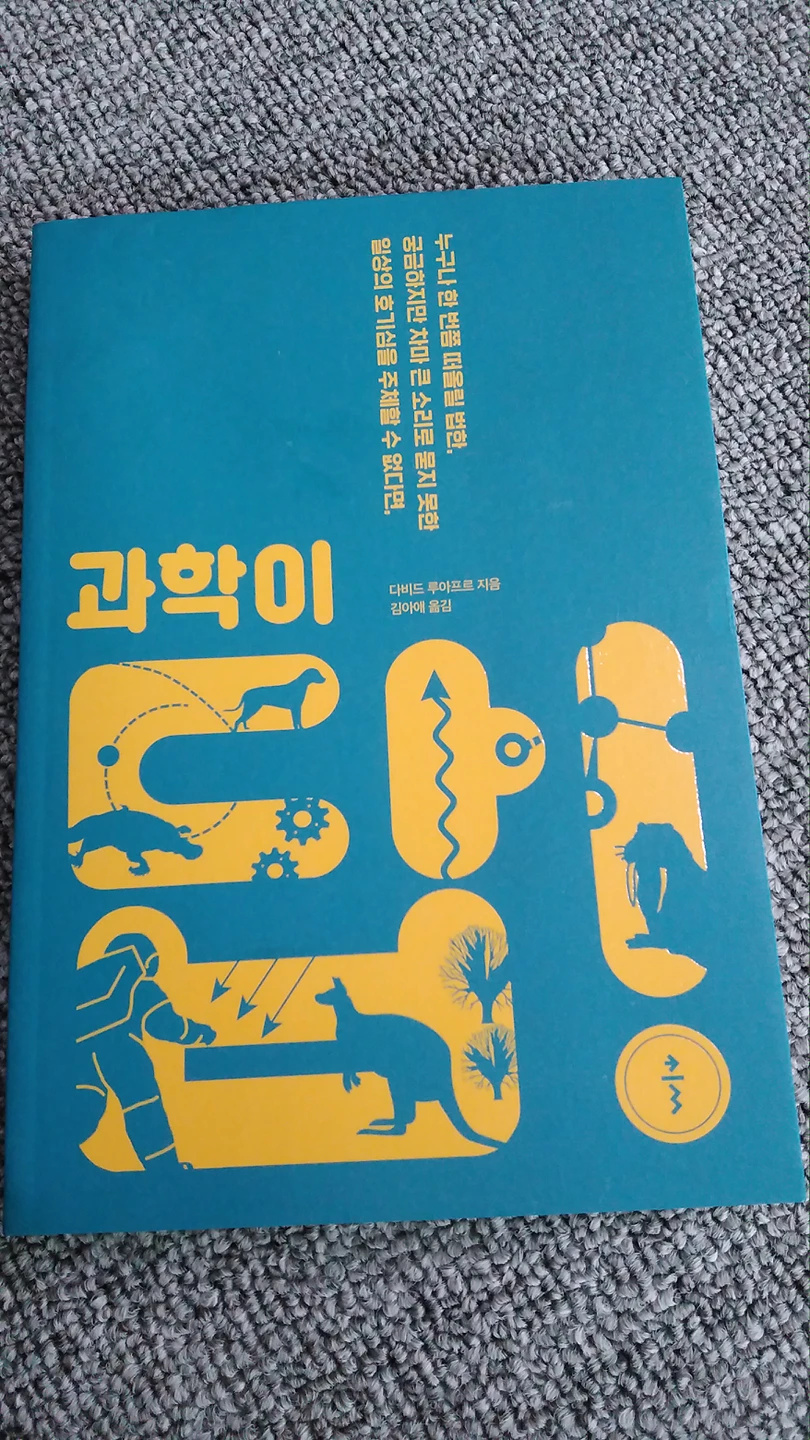 누구나 한 번쯤 떠올릴 법한,
궁금하지만 차마 큰 소리로 묻지 못한
일상의 호기심을 주체할 수 없다면,
과학이
다비드 루아프르 지음
김아애 옮김